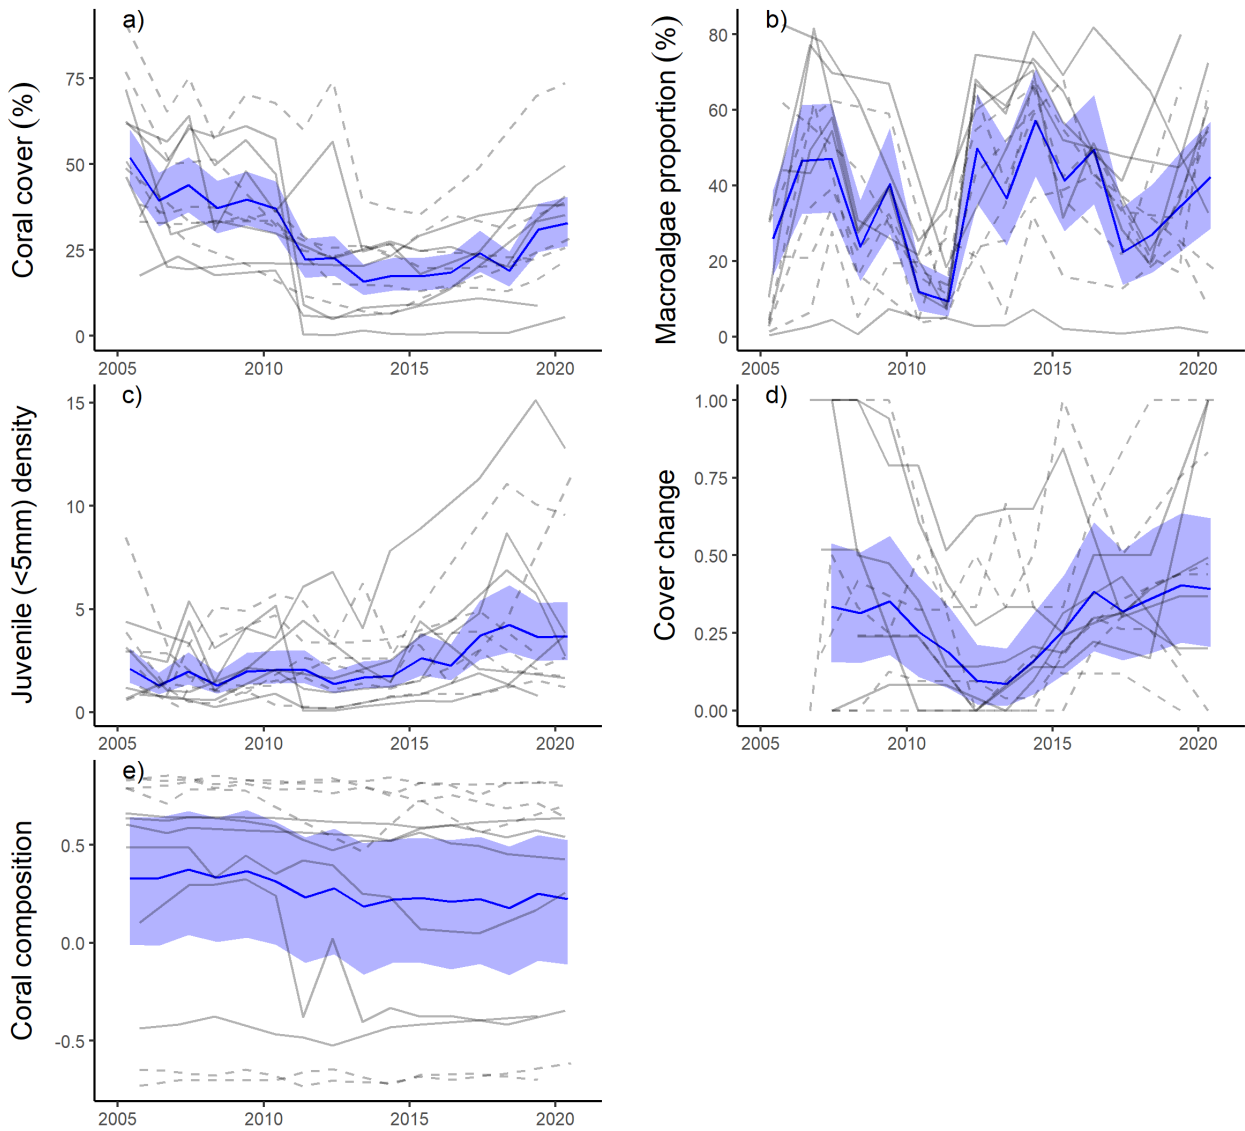 a)
Coral cover (%)
75
50
25
0
2005 2010 2015 2020
b)
Macroalgae proportion (%)
80
60
40
20
0
2005 2010 2015 2020
c)
Juvenile (<5mm) density
15
10
5
0
2005 2010 2015 2020
d)
Cover change
1.00
0.75
0.50
0.25
0.00
2005 2010 2015 2020
e)
Coral composition
0.5
0.0
-0.5
2005 2010 2015 2020